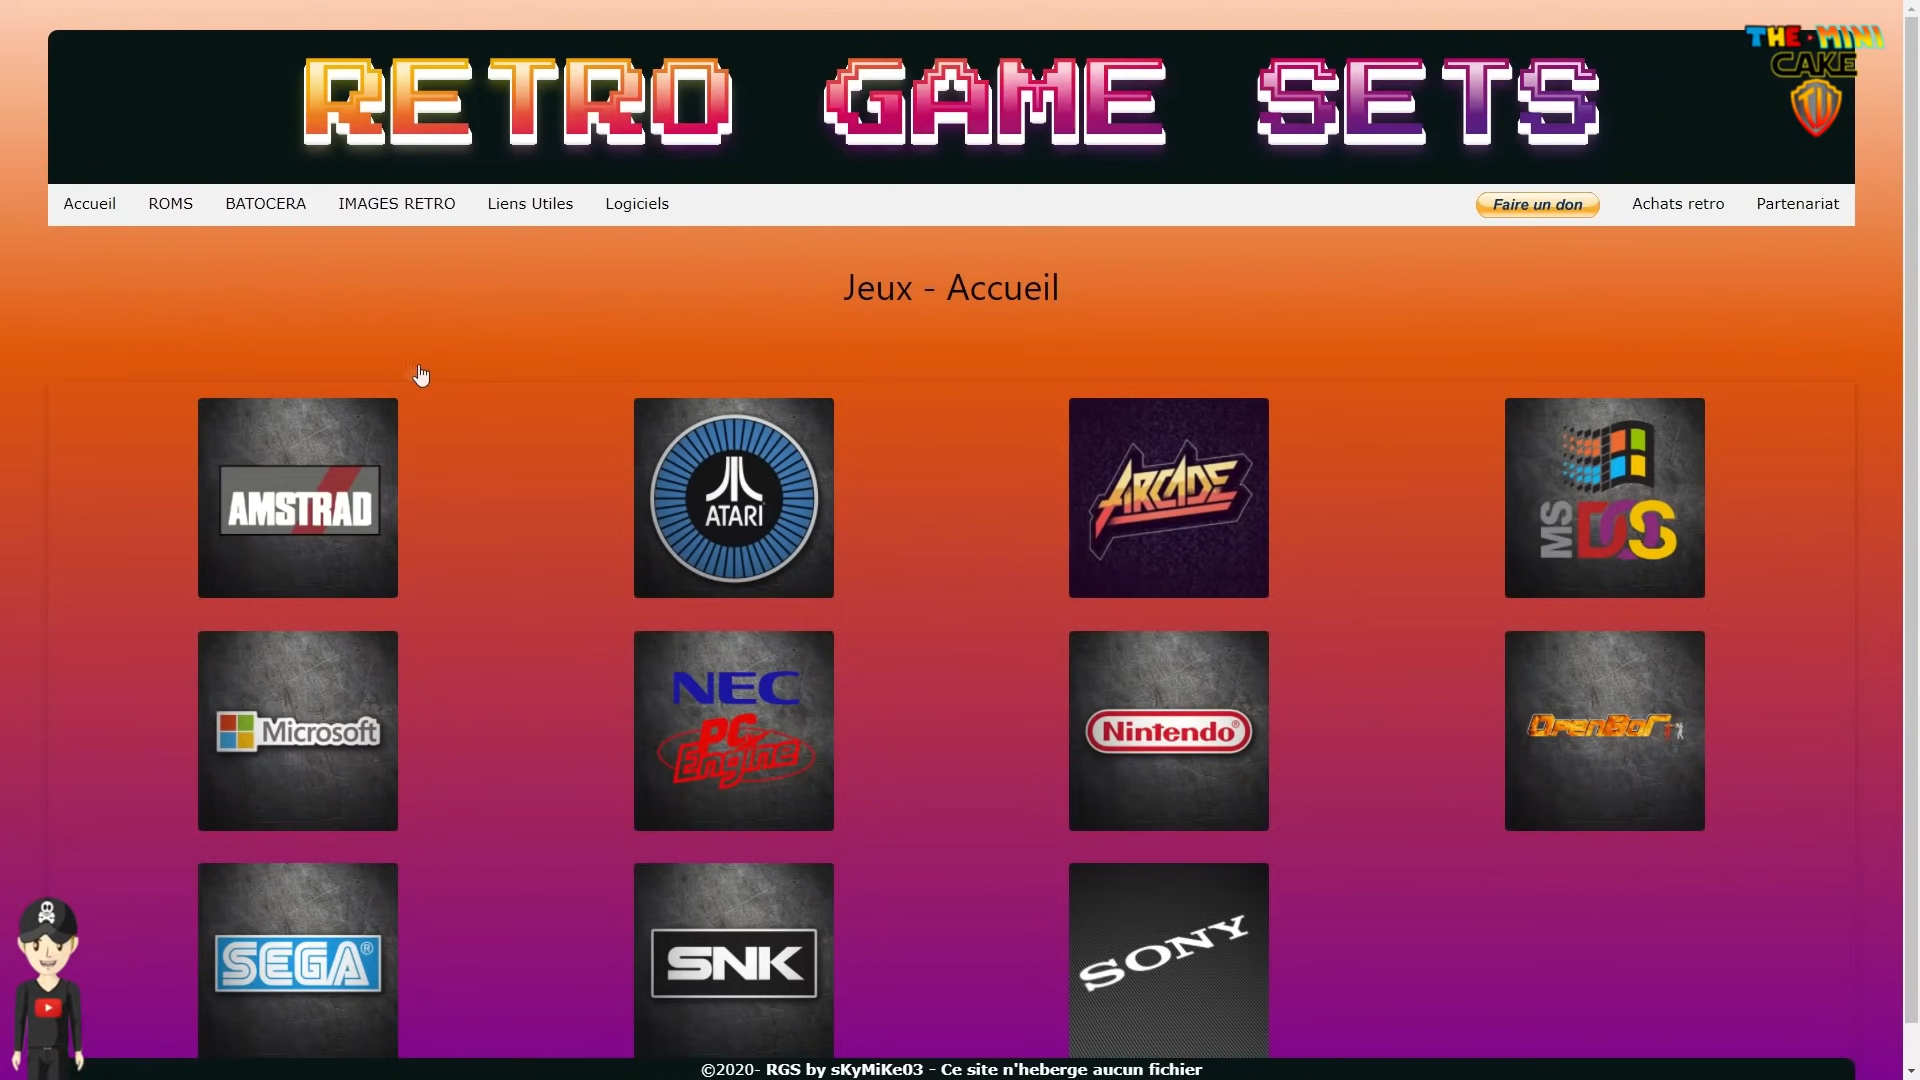 THE·MINI
CAKE
RETRO GAME SETS
Accueil ROMS BATOCERA IMAGES RETRO Liens Utiles Logiciels Faire un don Achats retro Partenariat
Jeux - Accueil
AMSTRAD
ATARI
ARCADE
MS DOS
Microsoft
NEC
PC
Engine
Nintendo®
OpenBoR
SEGA®
SNK
SONY
©2020- RGS by sKyMiKe03 - Ce site n'heberge aucun fichier